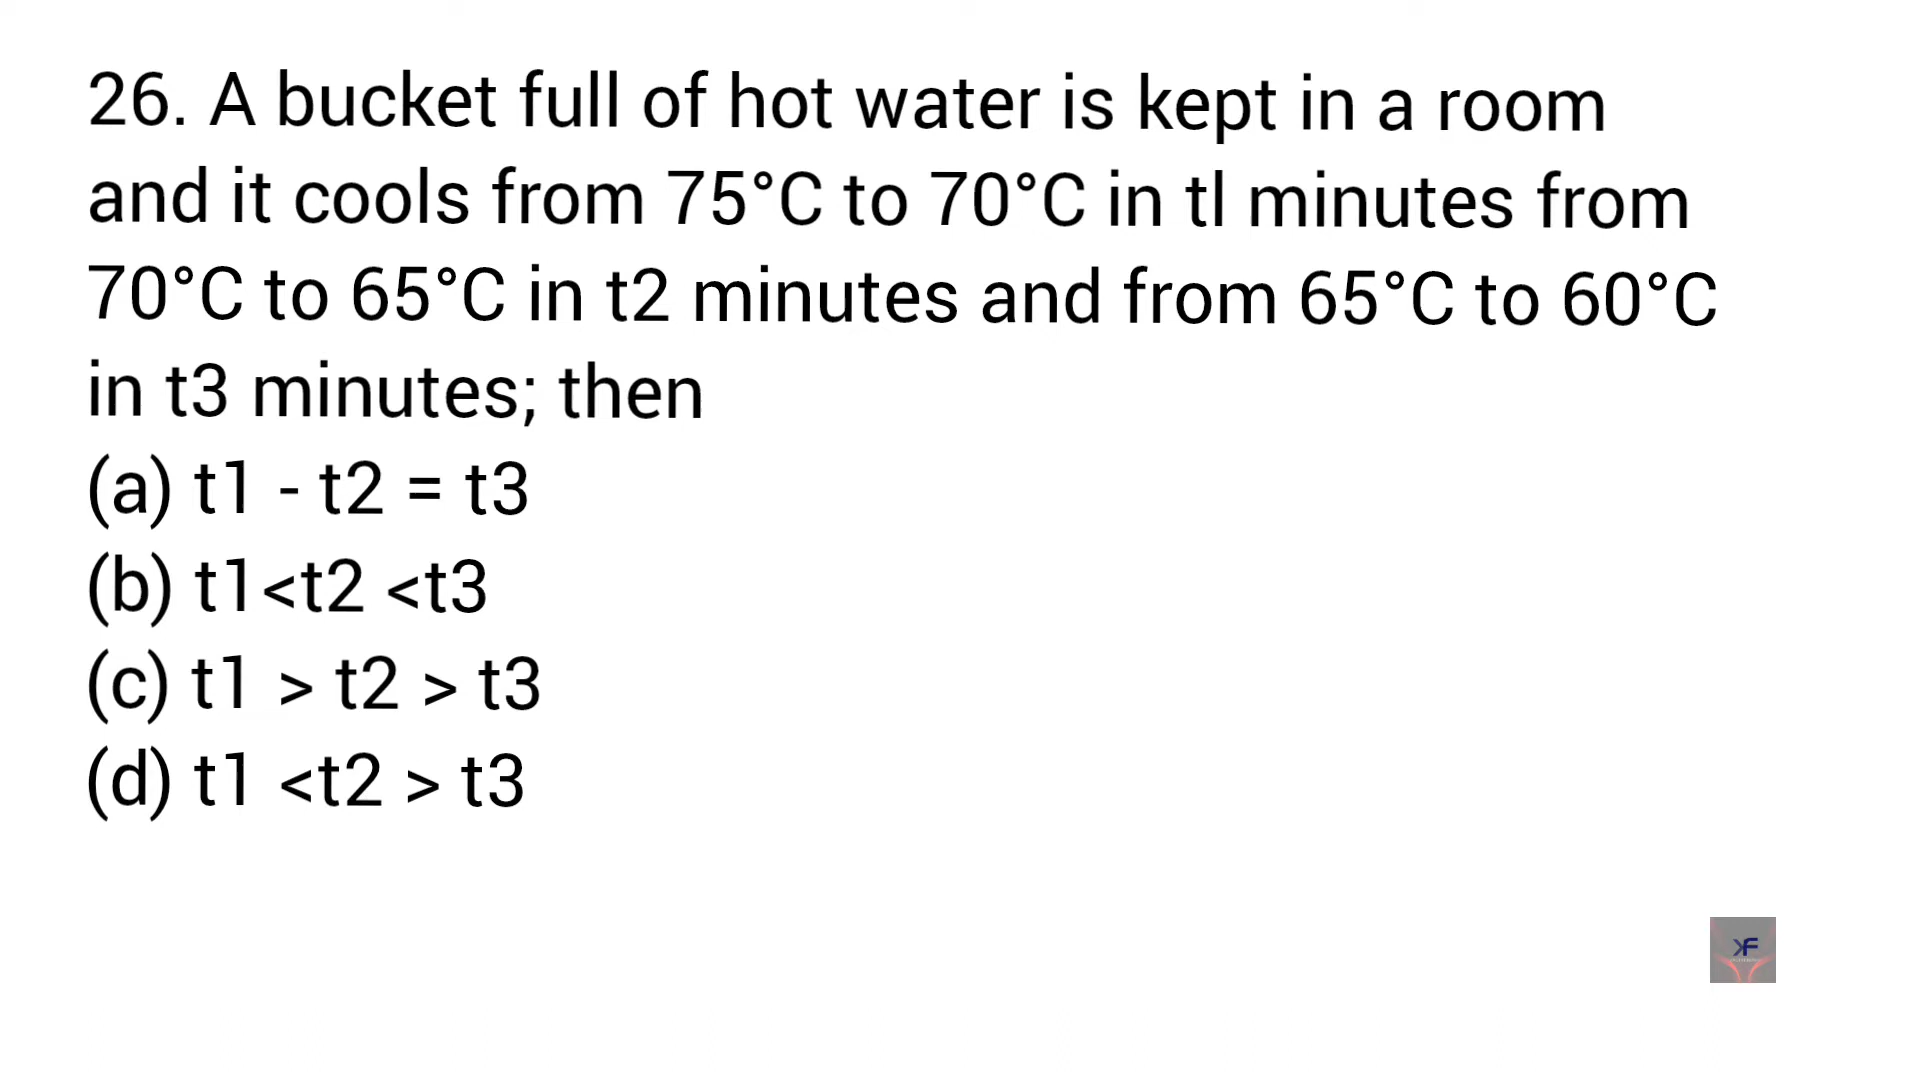 26. A bucket full of hot water is kept in a room
and it cools from 75°C to 70°C in tl minutes from
70°C to 65°C in t2 minutes and from 65°C to 60°C
in t3 minutes; then
(a) t1 - t2 = t3
(b) t1<t2 <t3
(c) t1 > t2 > t3
(d) t1 <t2 > t3
KF